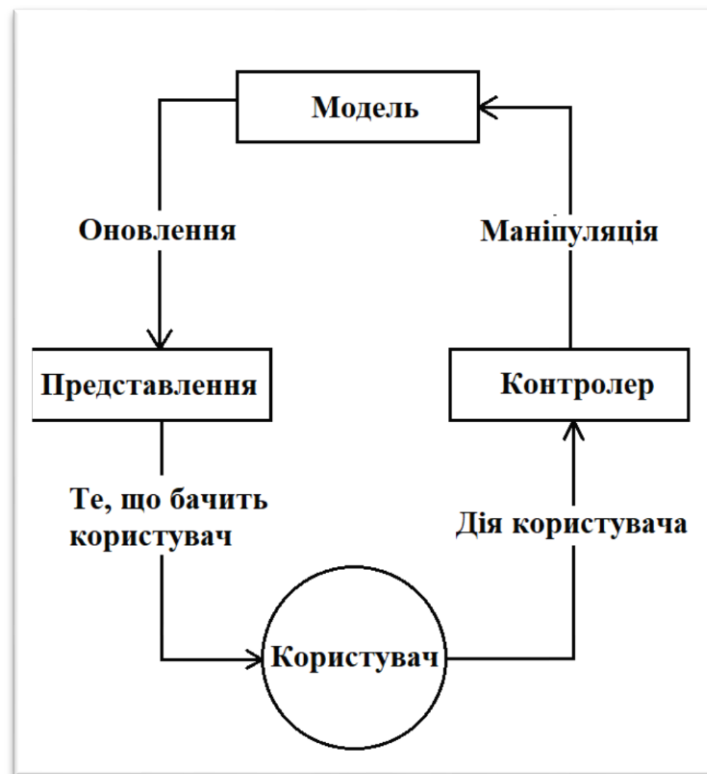 Модель
Оновлення
Маніпуляція
Представлення
Контролер
Те, що бачить
користувач
Дія користувача
Користувач